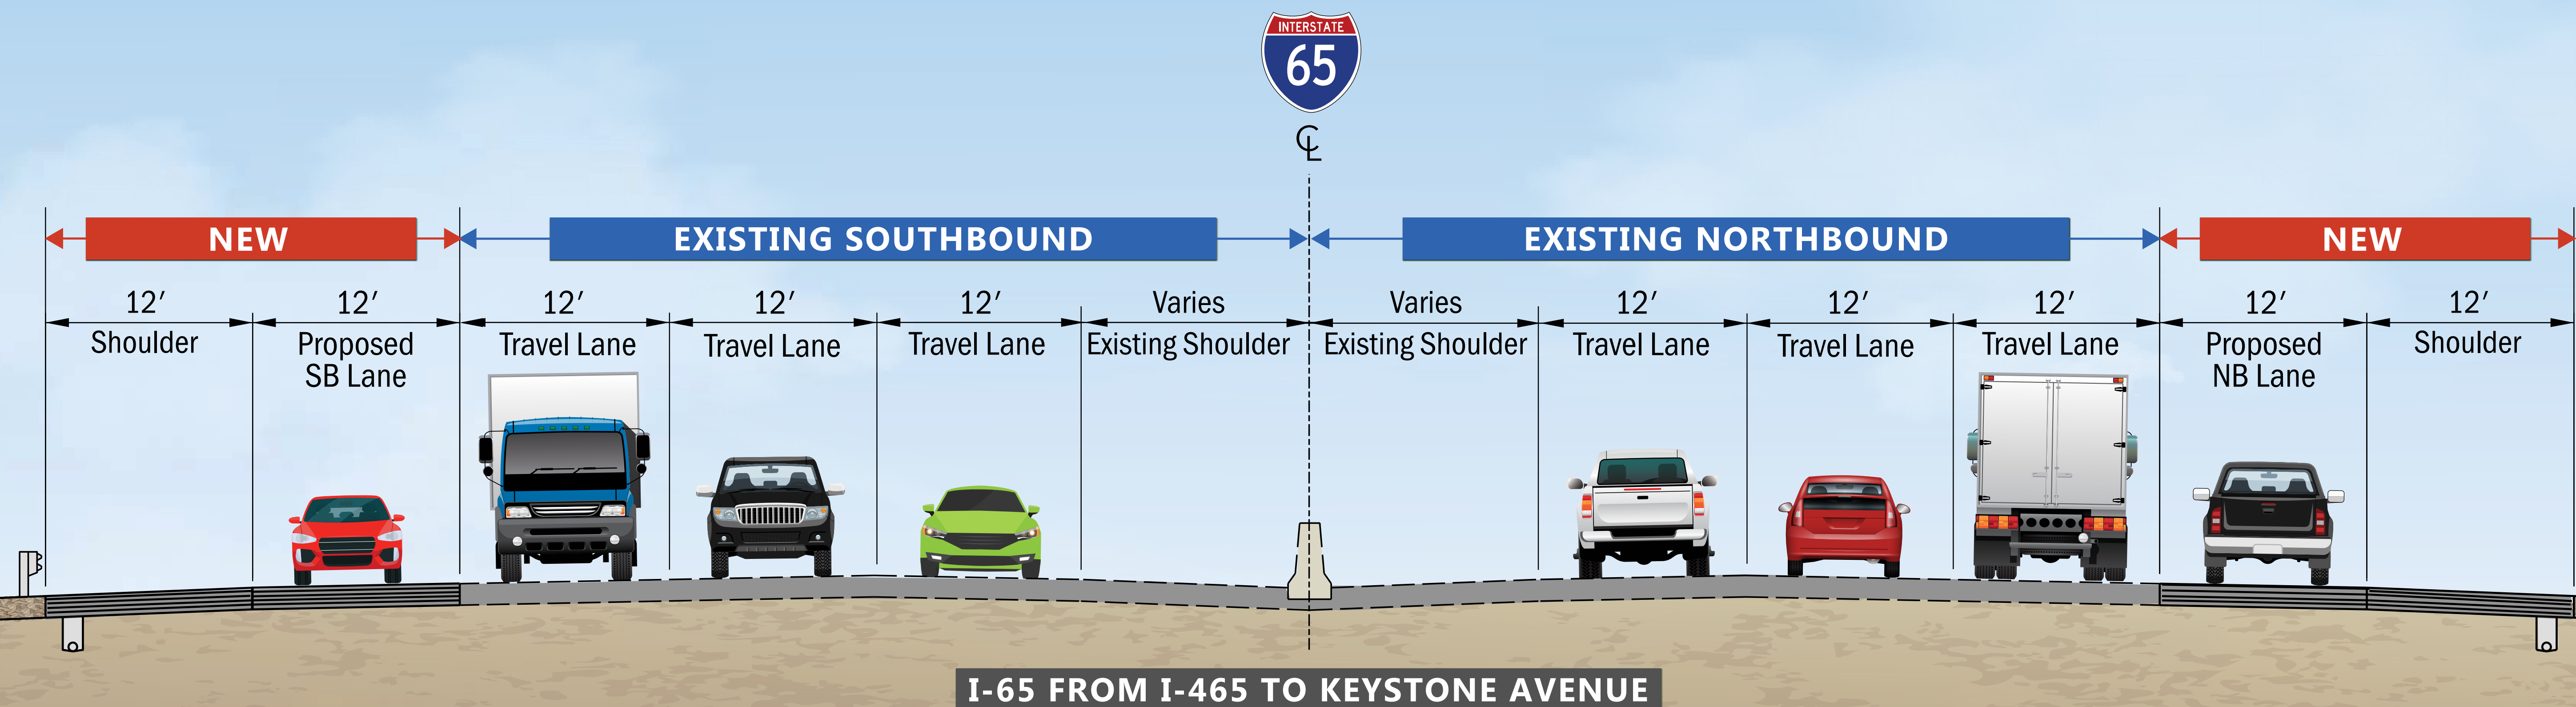 INTERSTATE
65
CL
NEW
EXISTING SOUTHBOUND
EXISTING NORTHBOUND
NEW
12′
12′
12′
12′
12′
Varies
Varies
12′
12′
12′
12′
12′
Shoulder
Proposed
SB Lane
Travel Lane
Travel Lane
Travel Lane
Existing Shoulder
Existing Shoulder
Travel Lane
Travel Lane
Travel Lane
Proposed
NB Lane
Shoulder
I-65 FROM I-465 TO KEYSTONE AVENUE